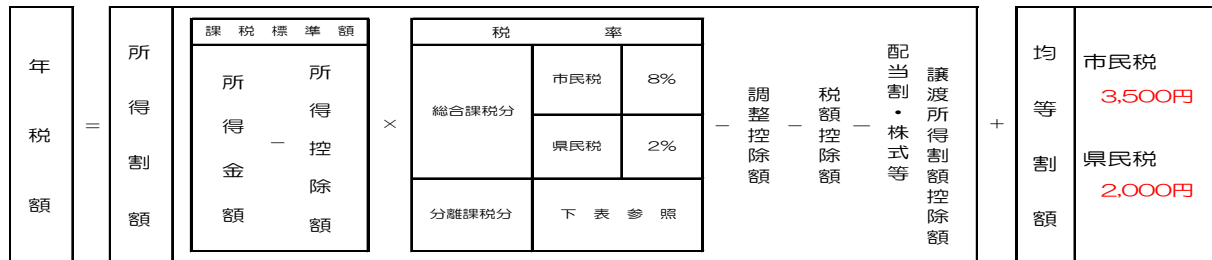 年税額
=
所得割額
課税標準額
所得金額
−
所得控除額
×
税率
総合課税分
市民税
8%
県民税
2%
分離課税分
下表参照
−
調整控除額
−
税額控除額
−
配当割・株式等
譲渡所得割額控除額
+
均等割額
市民税
3,500円
県民税
2,000円